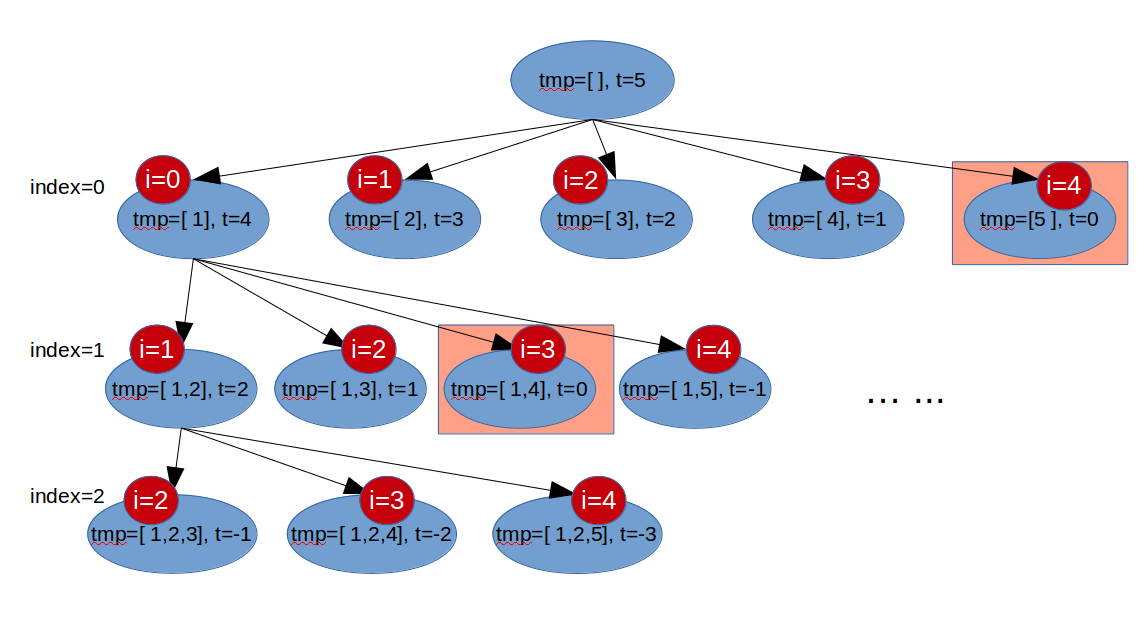 tmp=[ ], t=5
index=0
i=0
i=1
i=2
i=3
i=4
tmp=[ 1], t=4
tmp=[ 2], t=3
tmp=[ 3], t=2
tmp=[ 4], t=1
tmp=[5 ], t=0
index=1
i=1
i=2
i=3
i=4
tmp=[ 1,2], t=2
tmp=[ 1,3], t=1
tmp=[ 1,4], t=0
tmp=[ 1,5], t=-1
... ...
index=2
i=2
i=3
i=4
tmp=[ 1,2,3], t=-1
tmp=[ 1,2,4], t=-2
tmp=[ 1,2,5], t=-3